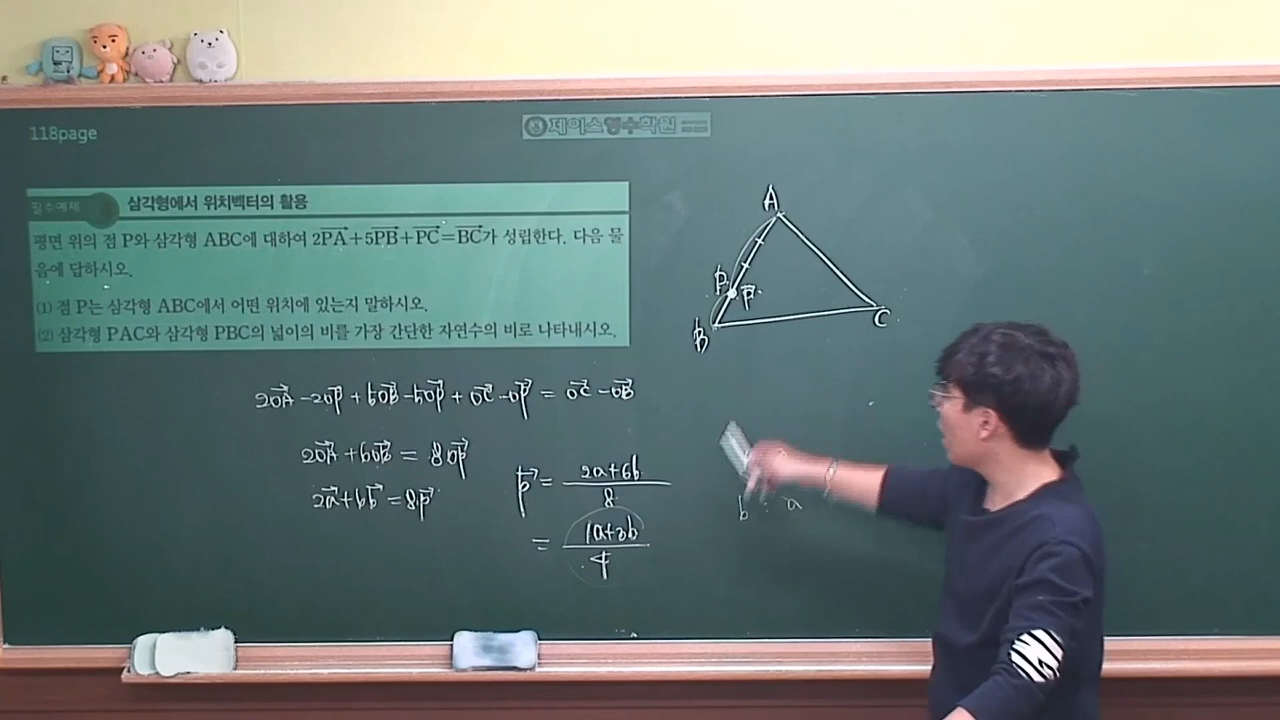 118page
제이스영수학원
필수예제 삼각형에서 위치벡터의 활용
평면 위의 점 P와 삼각형 ABC에 대하여 2PA+5PB+PC=BC가 성립한다. 다음 물
음에 답하시오.
(1) 점 P는 삼각형 ABC에서 어떤 위치에 있는지 말하시오.
(2) 삼각형 PAC와 삼각형 PBC의 넓이의 비를 가장 간단한 자연수의 비로 나타내시오.
A
P p
B
C
2OA-2OP+5OB-5OP+OC-OP=OC-OB
2OA+6OB=8OP
2a+6b=8p
p=(2a+6b)/8
=(1a+3b)/4
b : a